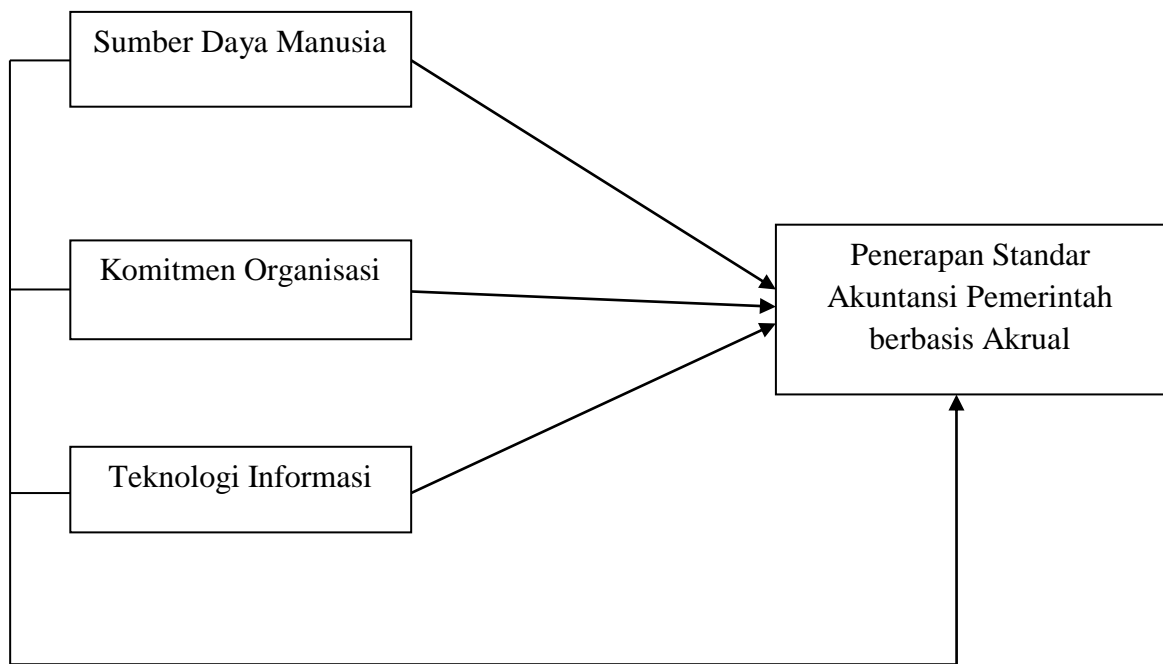 Sumber Daya Manusia
Komitmen Organisasi
Teknologi Informasi
Penerapan Standar
Akuntansi Pemerintah
berbasis Akrual